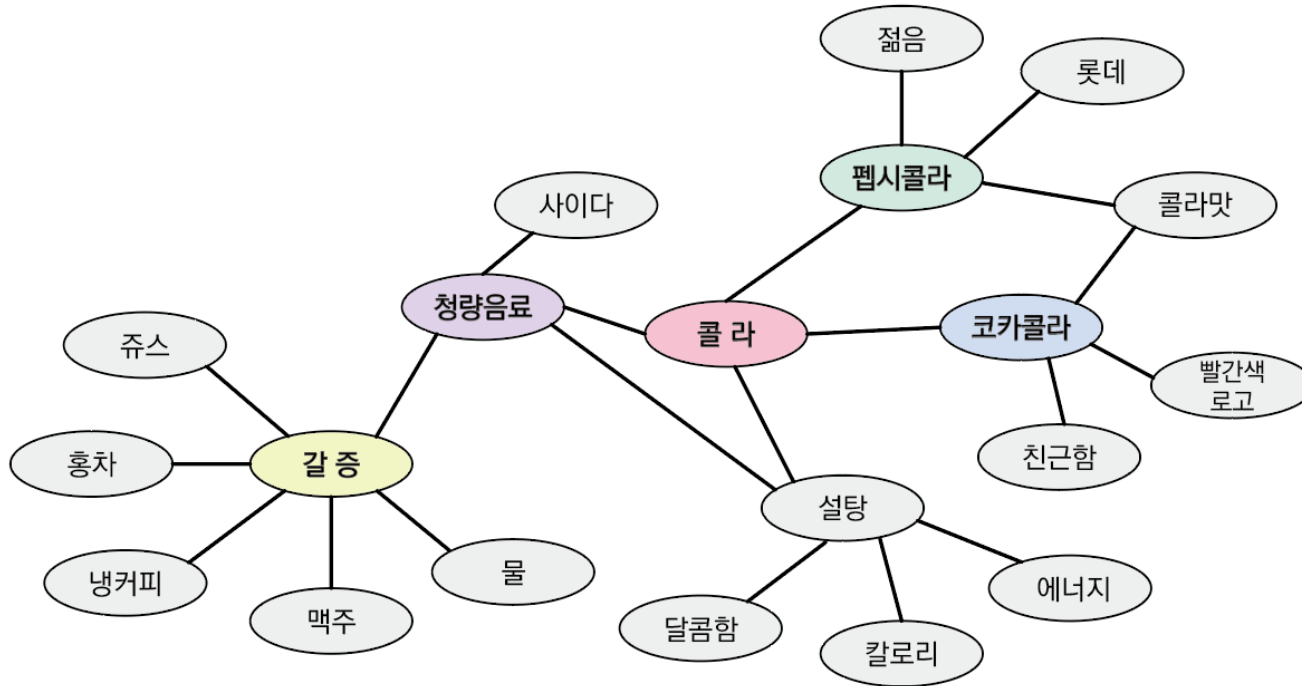 젊음
롯데
펩시콜라
사이다
콜라맛
청량음료
콜 라
코카콜라
쥬스
빨간색
로고
홍차
갈 증
친근함
설탕
냉커피
물
에너지
맥주
달콤함
칼로리